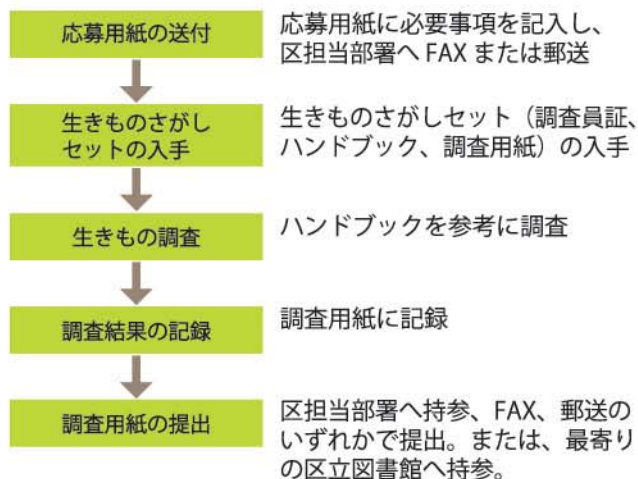 応募用紙の送付
応募用紙に必要事項を記入し、
区担当部署へ FAX または郵送
生きものさがし
セットの入手
生きものさがしセット（調査員証、
ハンドブック、調査用紙）の入手
生きもの調査
ハンドブックを参考に調査
調査結果の記録
調査用紙に記録
調査用紙の提出
区担当部署へ持参、FAX、郵送の
いずれかで提出。または、最寄り
の区立図書館へ持参。